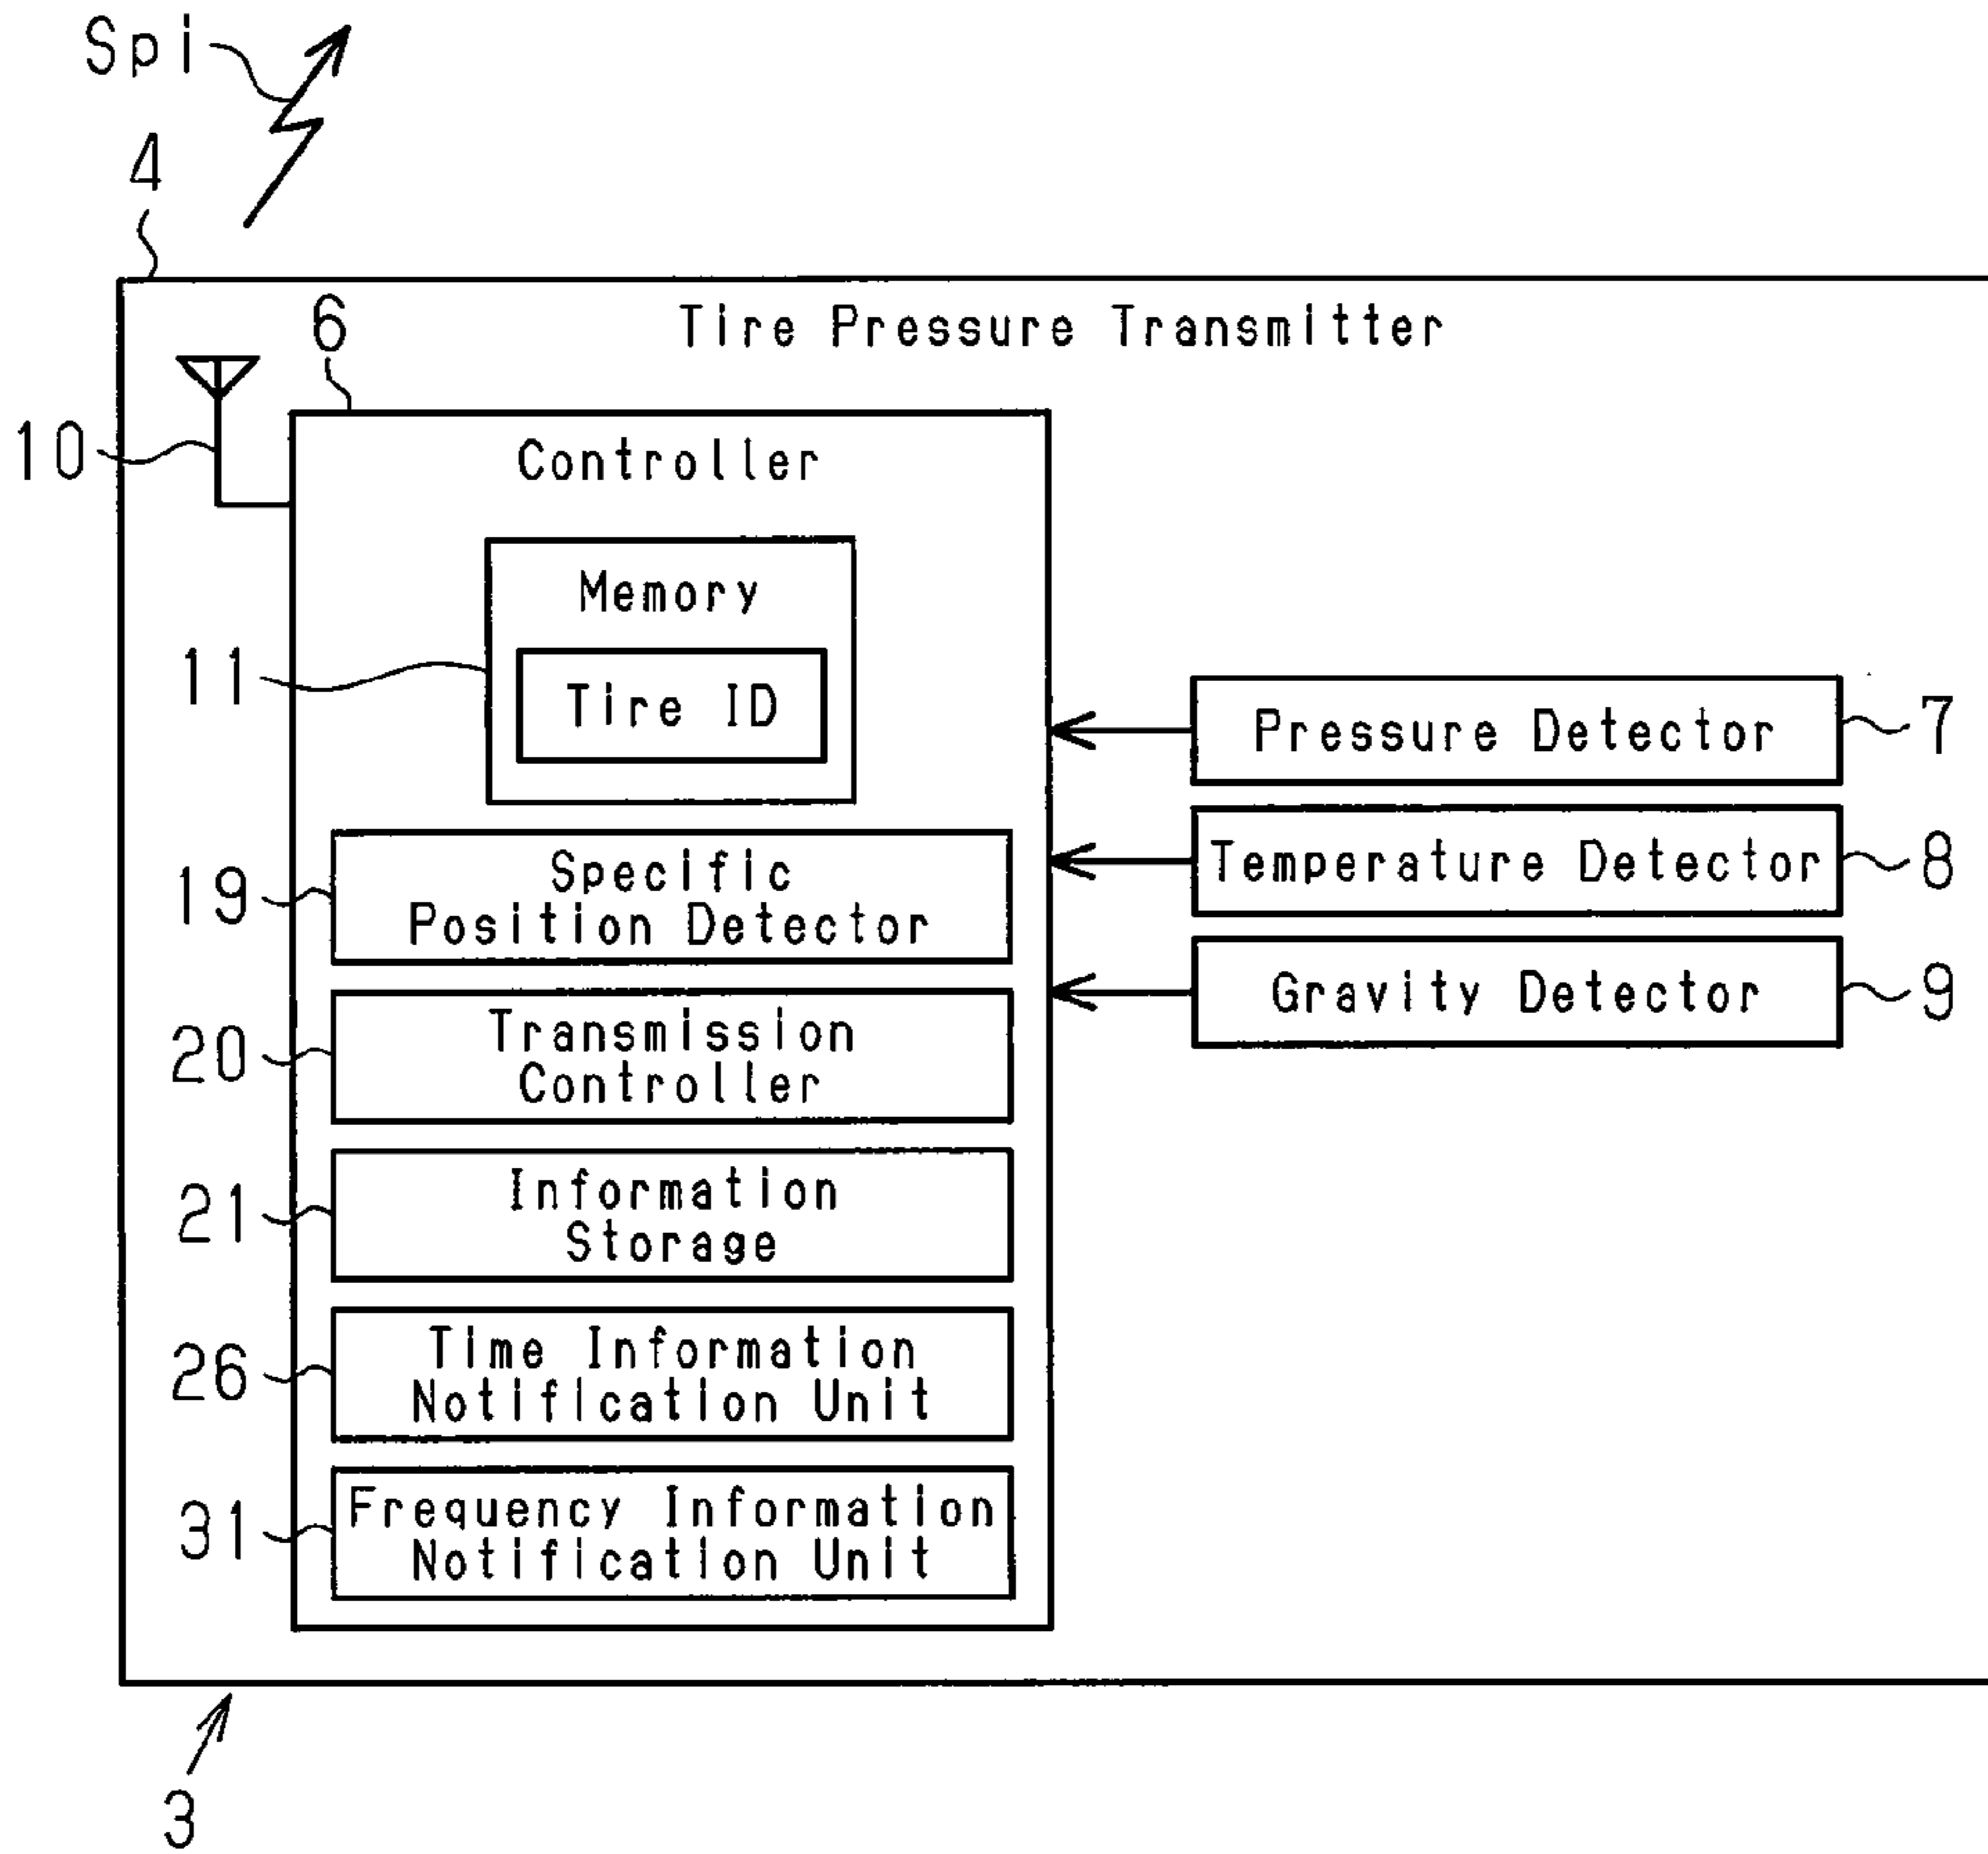 Spi
4
Tire Pressure Transmitter
6
10
Controller
Memory
11
Tire ID
Pressure Detector
7
Temperature Detector
8
Gravity Detector
9
19
Specific
Position Detector
20
Transmission
Controller
21
Information
Storage
26
Time Information
Notification Unit
31
Frequency Information
Notification Unit
3